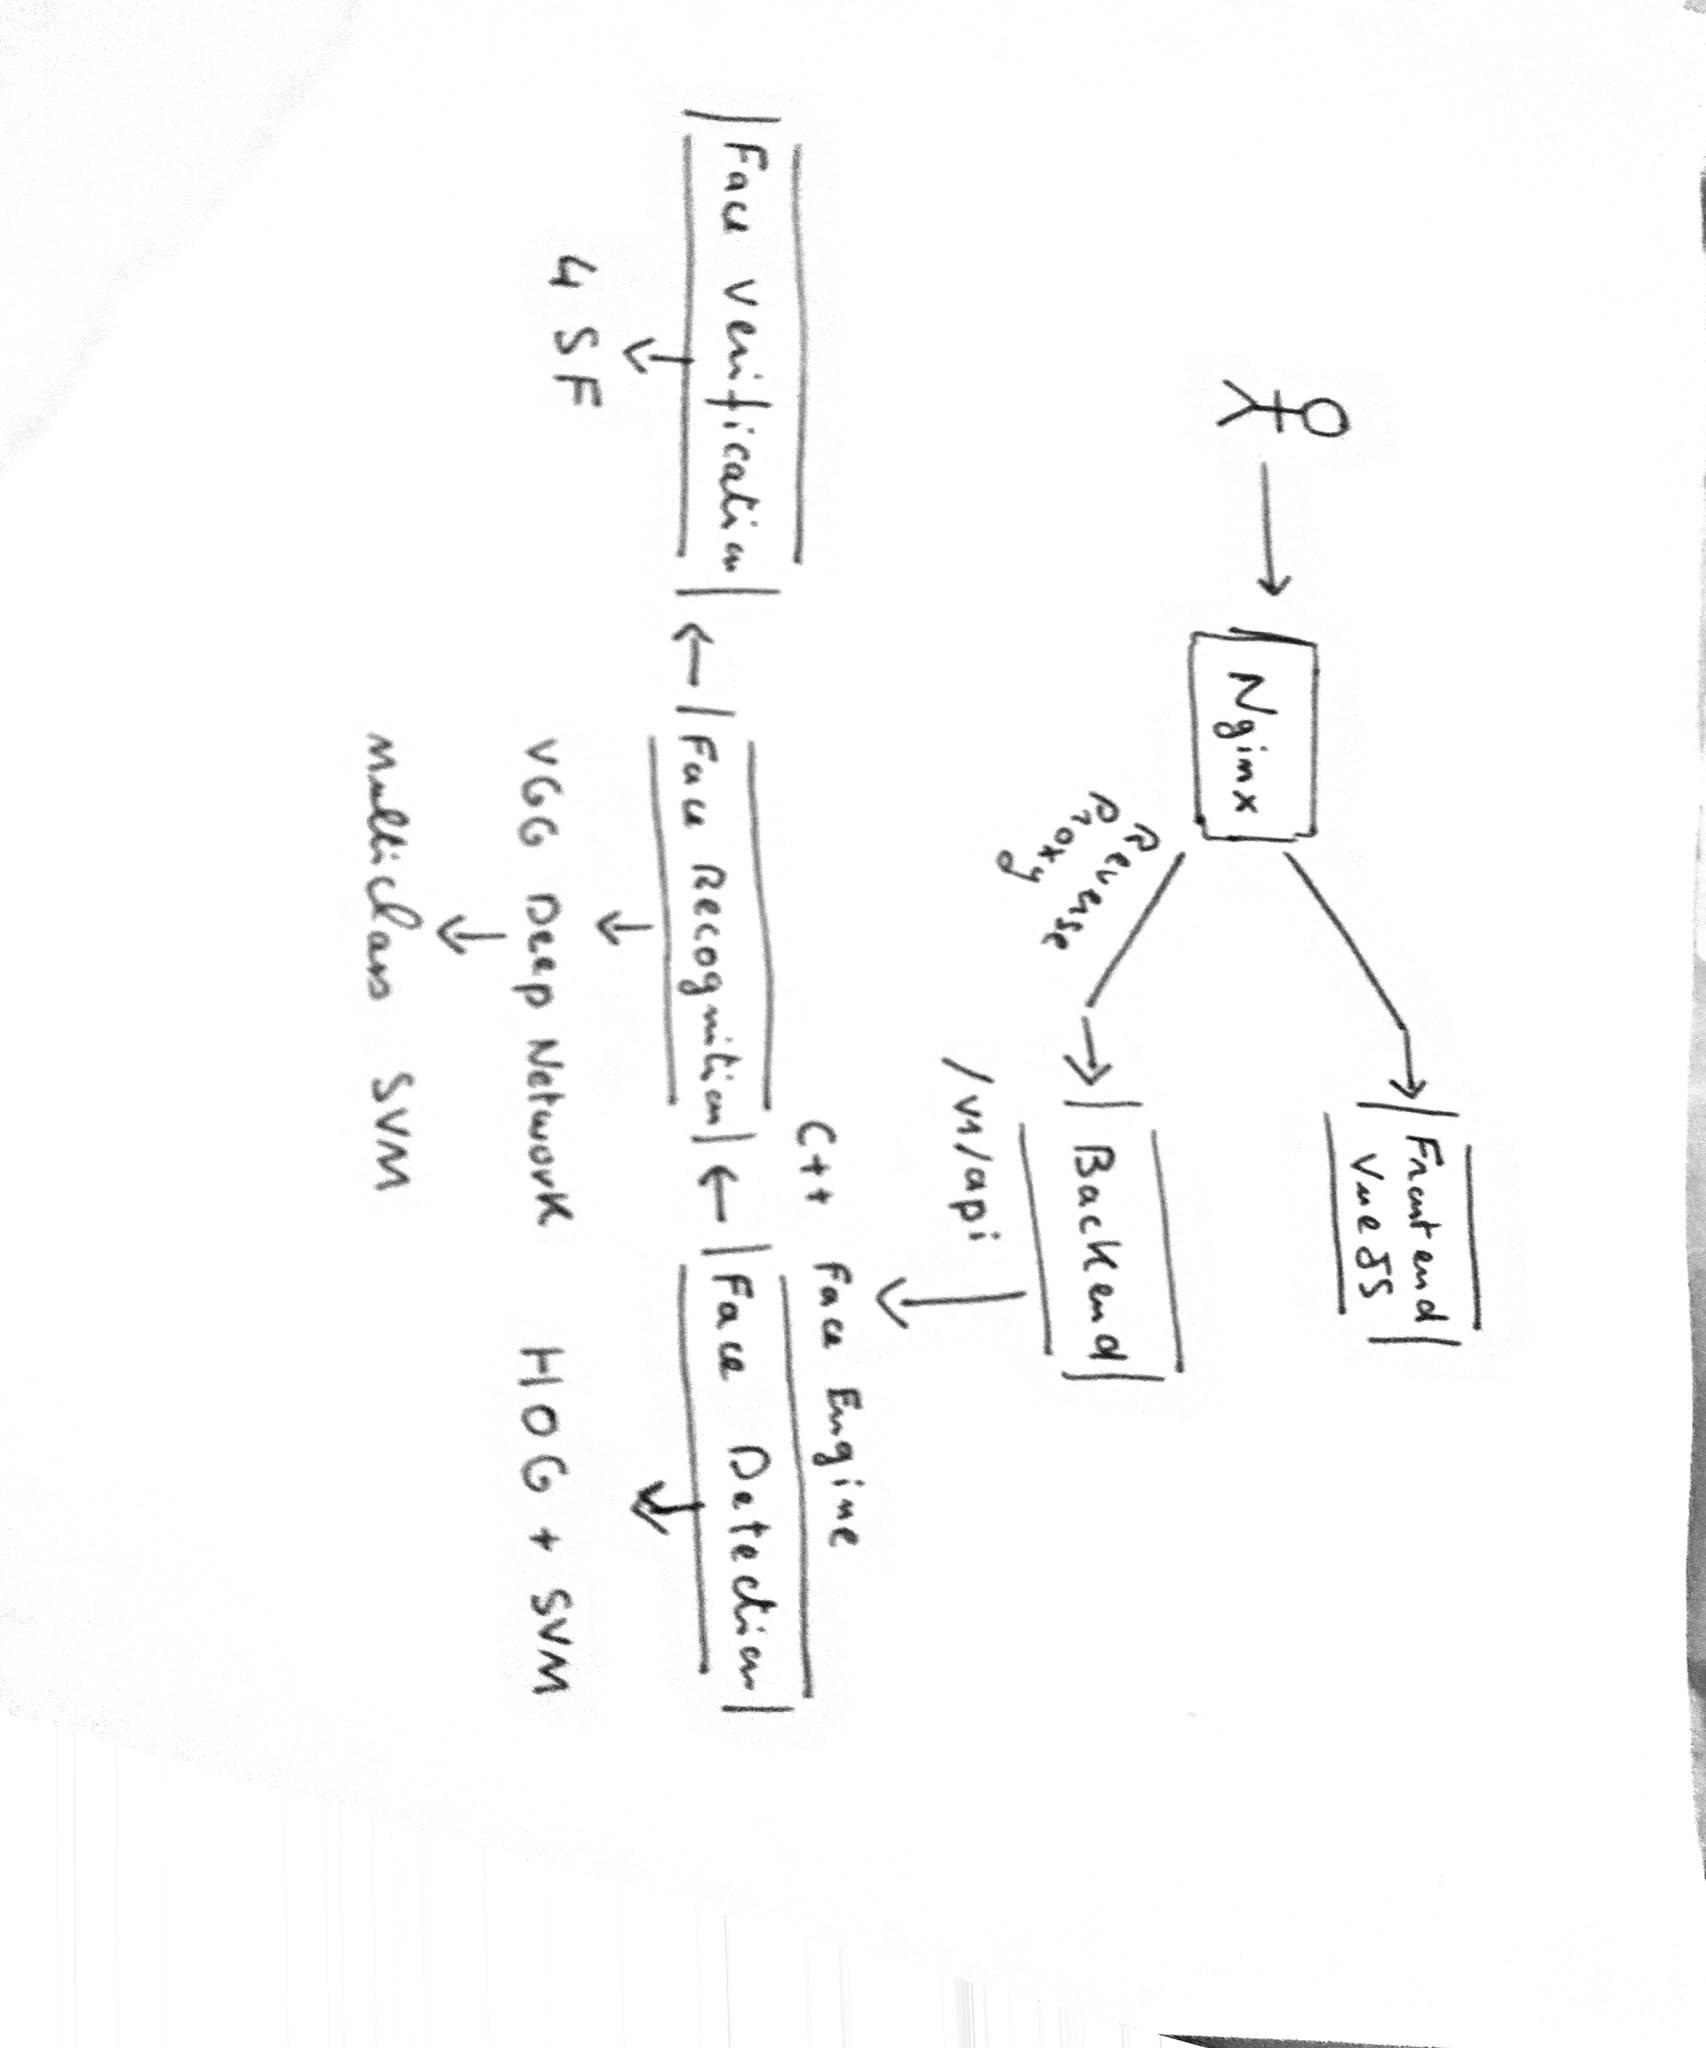 Frontend
VueJS
Nginx
Reverse
Proxy
Backend
/v1/api
C++ Face Engine
Face Verification
Face Recognition
Face Detection
4 SF
VGG Deep Network
HOG + SVM
Multiclass SVM